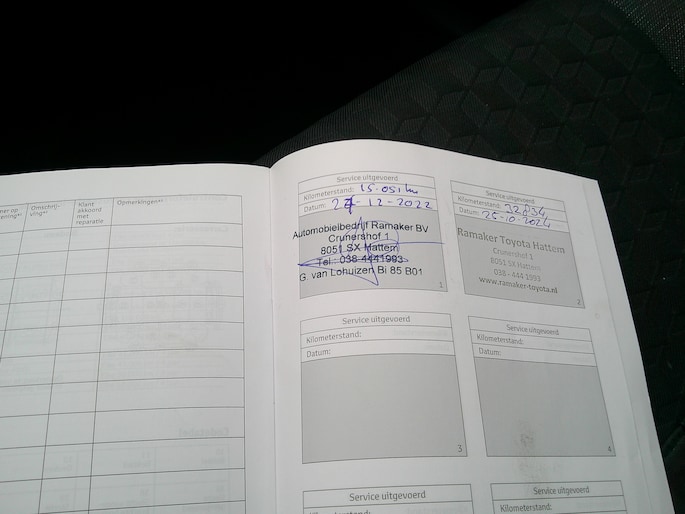 Omschrij-
ving*⁾
Klant
akkoord
met
reparatie
Opmerkingen*⁾
Service uitgevoerd
Kilometerstand: 15.051 km
Datum: 27-12-2022
Automobielbedrijf Ramaker BV
Crunershof 1
8051 SX Hattem
Tel.: 038-4441993
G. van Lohuizen Bi 85 B01
1
Service uitgevoerd
Kilometerstand: 32834
Datum: 25-10-2024
Ramaker Toyota Hattem
Crunershof 1
8051 SX Hattem
038 - 444 1993
www.ramaker-toyota.nl
2
Service uitgevoerd
Kilometerstand:
Datum:
3
Service uitgevoerd
Kilometerstand:
Datum:
4
Service uitgevoerd
Service uitgevoerd